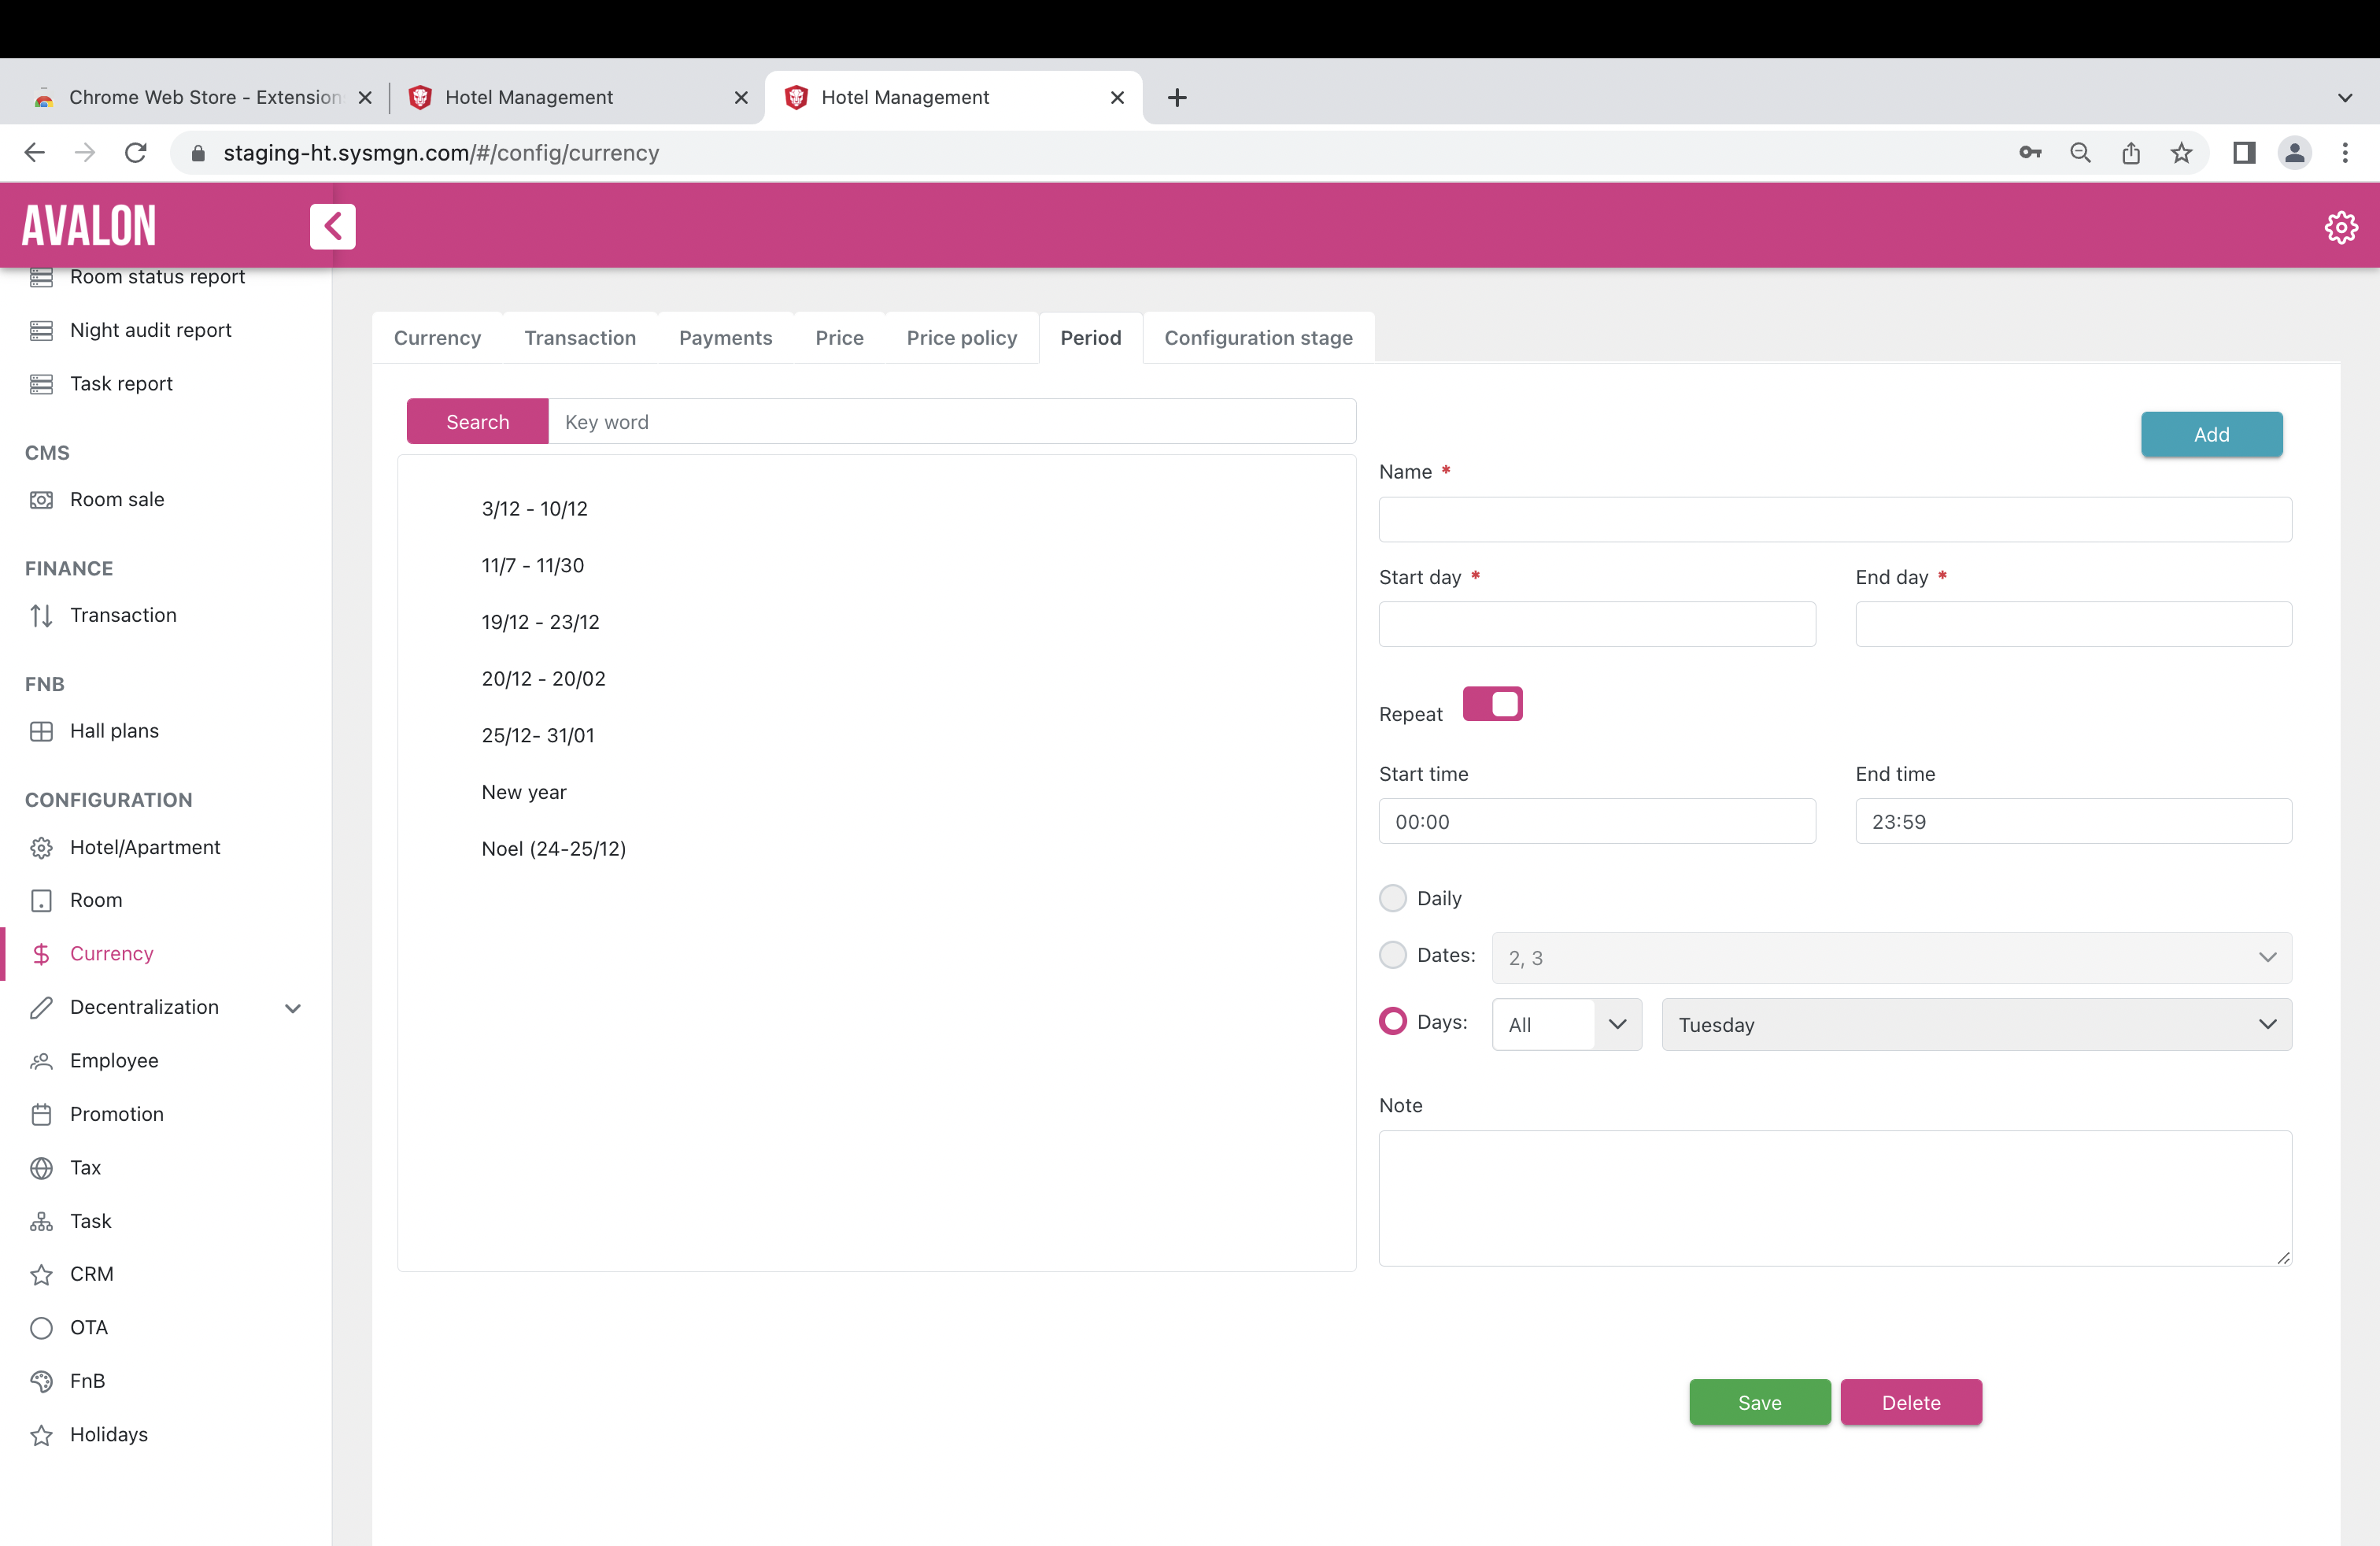 Chrome Web Store - Extension
Hotel Management
Hotel Management
staging-ht.sysmgn.com/#/config/currency
AVALON
Room status report
Night audit report
Task report
CMS
Room sale
FINANCE
Transaction
FNB
Hall plans
CONFIGURATION
Hotel/Apartment
Room
Currency
Decentralization
Employee
Promotion
Tax
Task
CRM
OTA
FnB
Holidays
Currency Transaction Payments Price Price policy Period Configuration stage
Search Key word
3/12 - 10/12
11/7 - 11/30
19/12 - 23/12
20/12 - 20/02
25/12- 31/01
New year
Noel (24-25/12)
Add
Name *
Start day * End day *
Repeat
Start time End time
00:00 23:59
Daily
Dates: 2, 3
Days: All Tuesday
Note
Save Delete